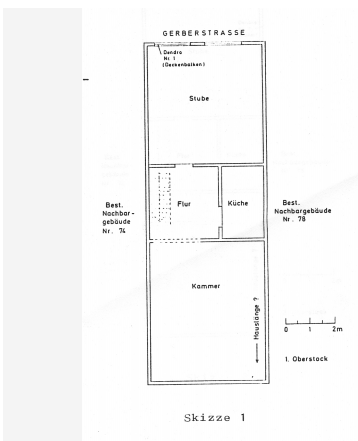 GERBERSTRASSE
Dendro
Nr 1
(Deckenbalken)
Stube
Flur
Küche
Best.
Nachbar-
gebäude
Nr. 74
Best.
Nachbargebäude
Nr. 78
Kammer
Hauslänge ?
0 1 2m
1. Oberstock
Skizze 1